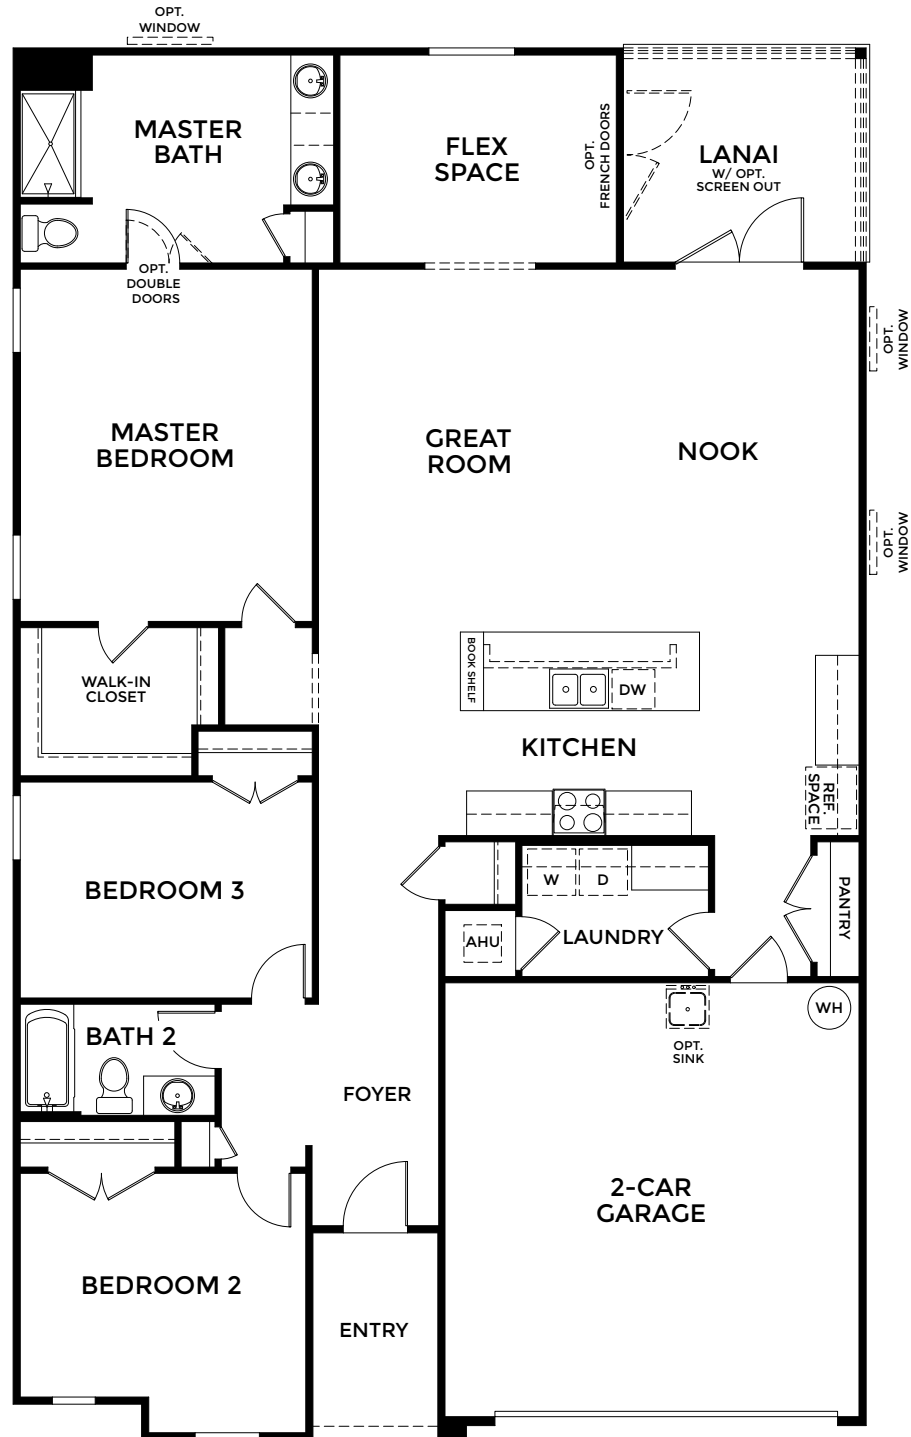 OPT.
WINDOW
MASTER
BATH
FLEX
SPACE
OPT.
FRENCH DOORS
LANAI
W/ OPT.
SCREEN OUT
OPT.
DOUBLE
DOORS
OPT.
WINDOW
MASTER
BEDROOM
GREAT
ROOM
NOOK
OPT.
WINDOW
WALK-IN
CLOSET
BOOK SHELF
DW
KITCHEN
REF.
SPACE
BEDROOM 3
W
D
PANTRY
AHU
LAUNDRY
BATH 2
WH
OPT.
SINK
FOYER
2-CAR
GARAGE
BEDROOM 2
ENTRY